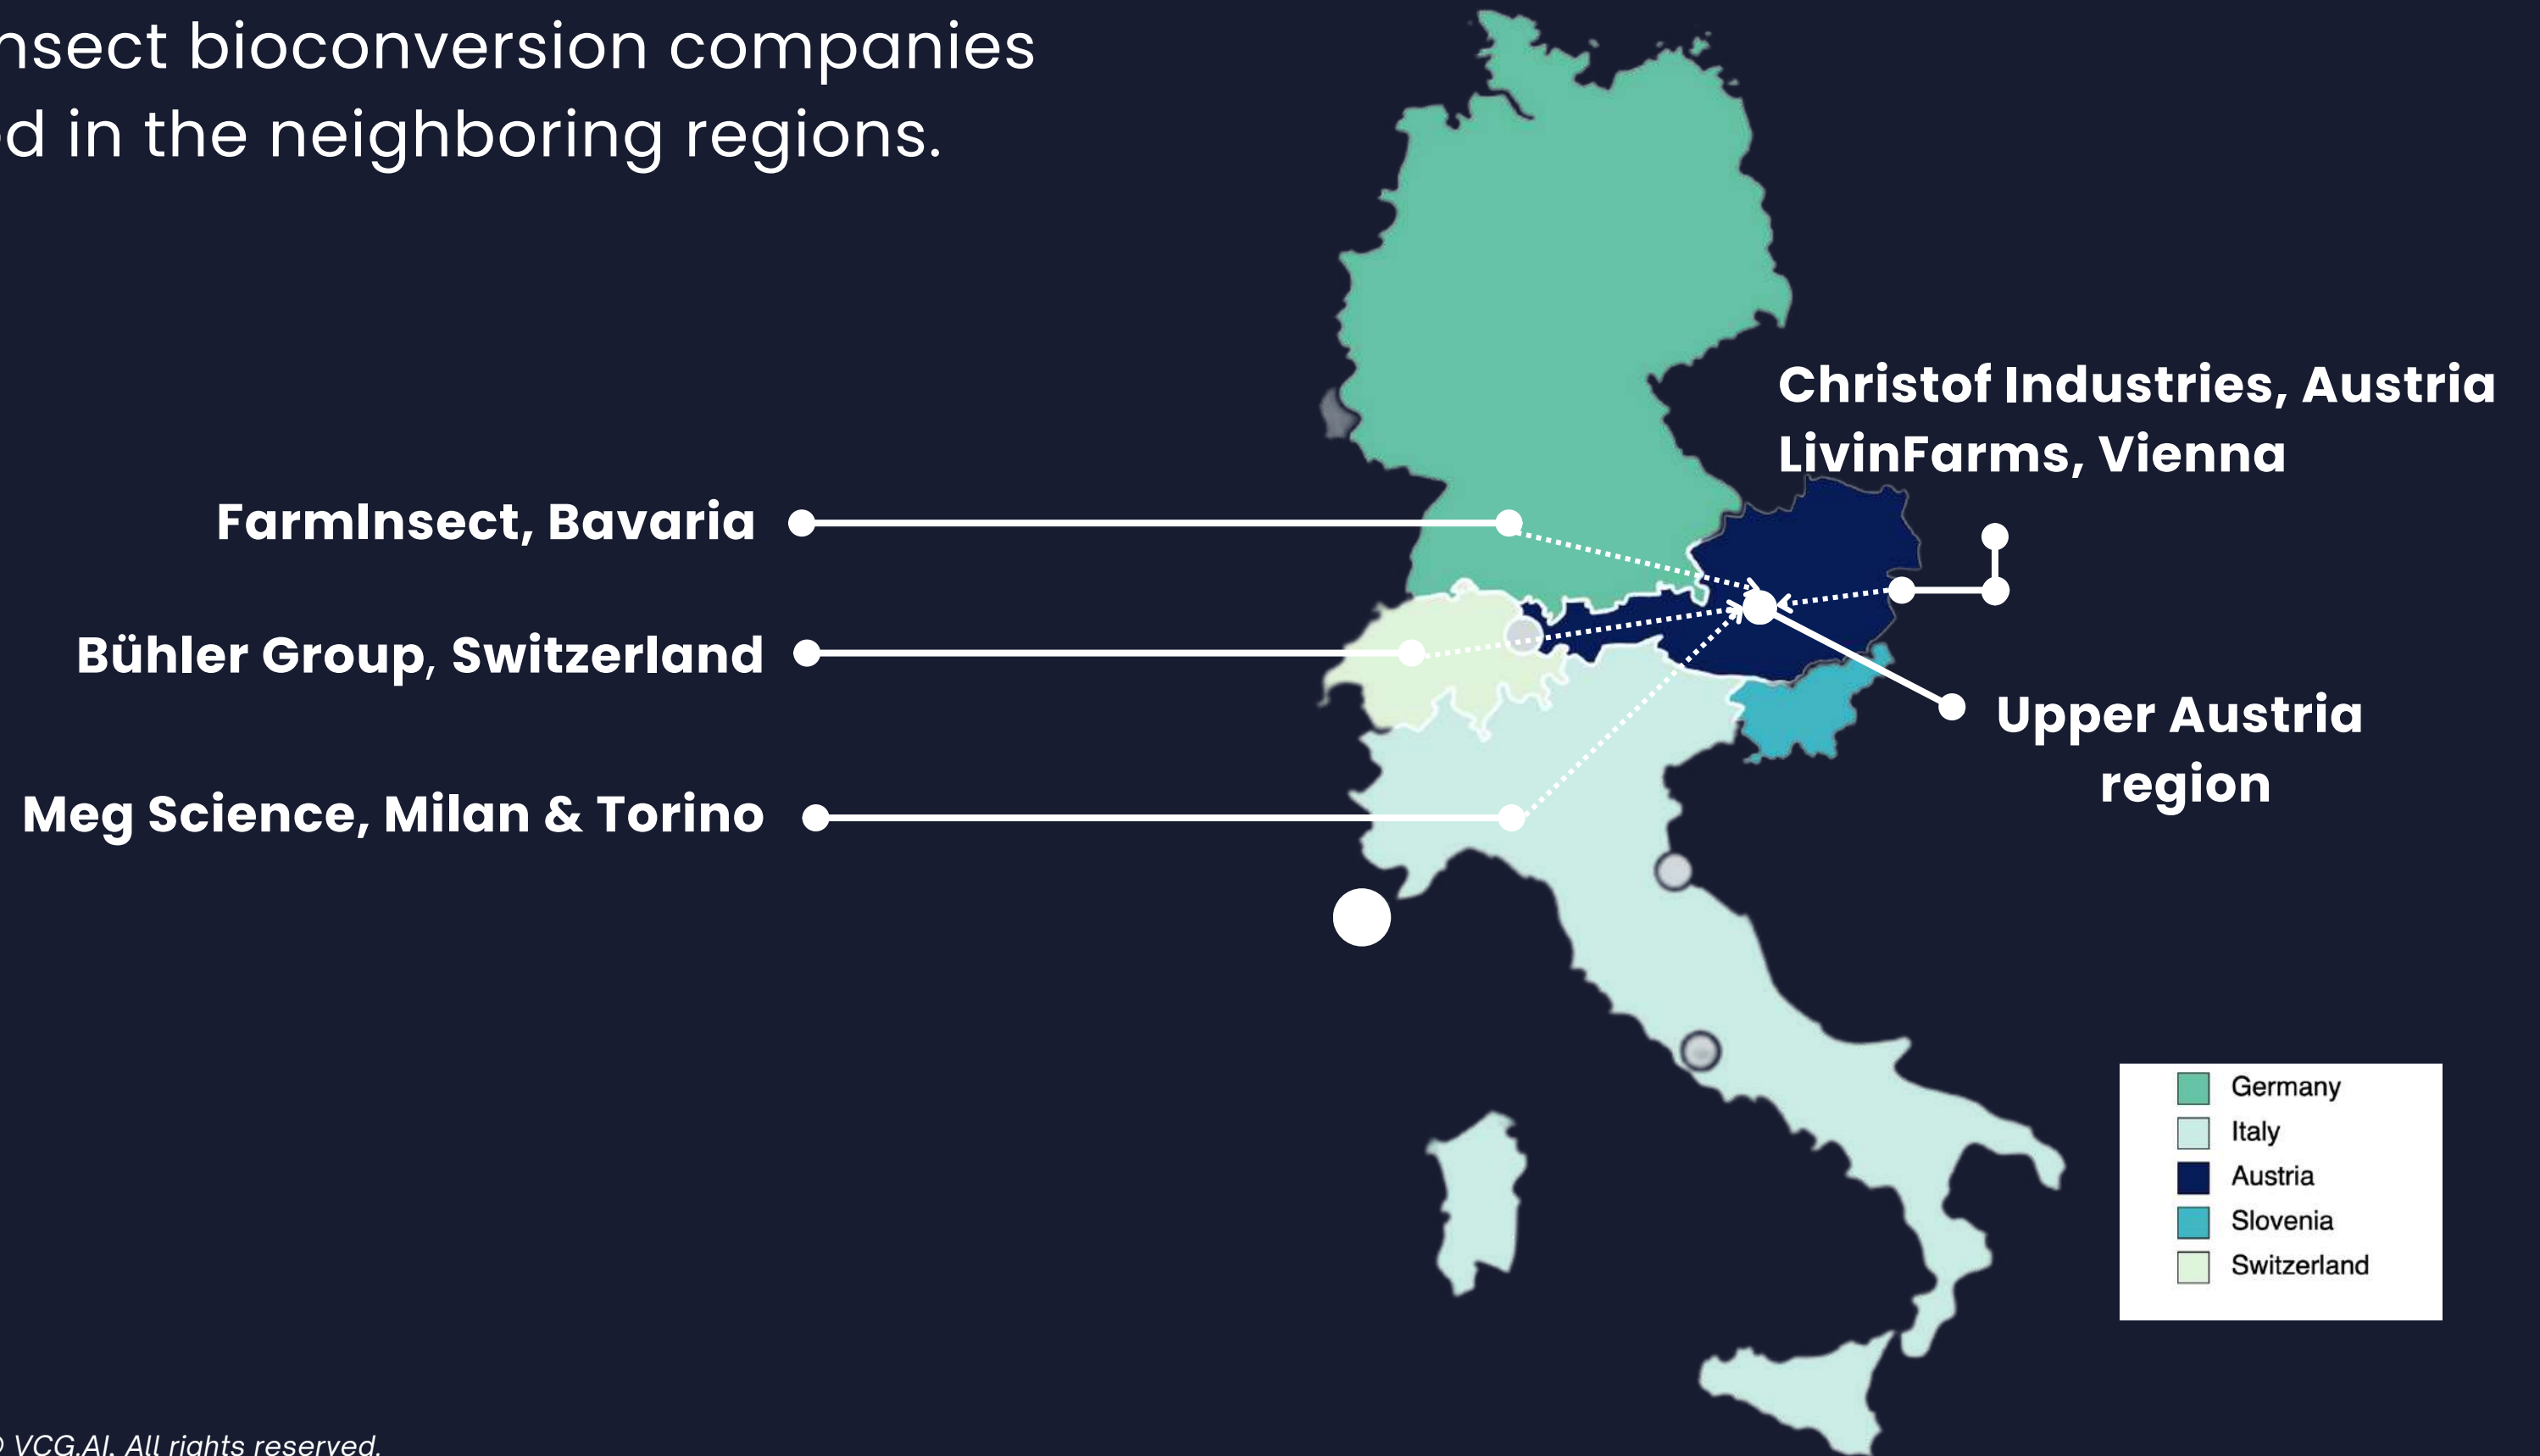 nsect bioconversion companies
d in the neighboring regions.
Christof Industries, Austria
LivinFarms, Vienna
FarmInsect, Bavaria
Bühler Group, Switzerland
Upper Austria
region
Meg Science, Milan & Torino
Germany
Italy
Austria
Slovenia
Switzerland
© VCG.AI. All rights reserved.